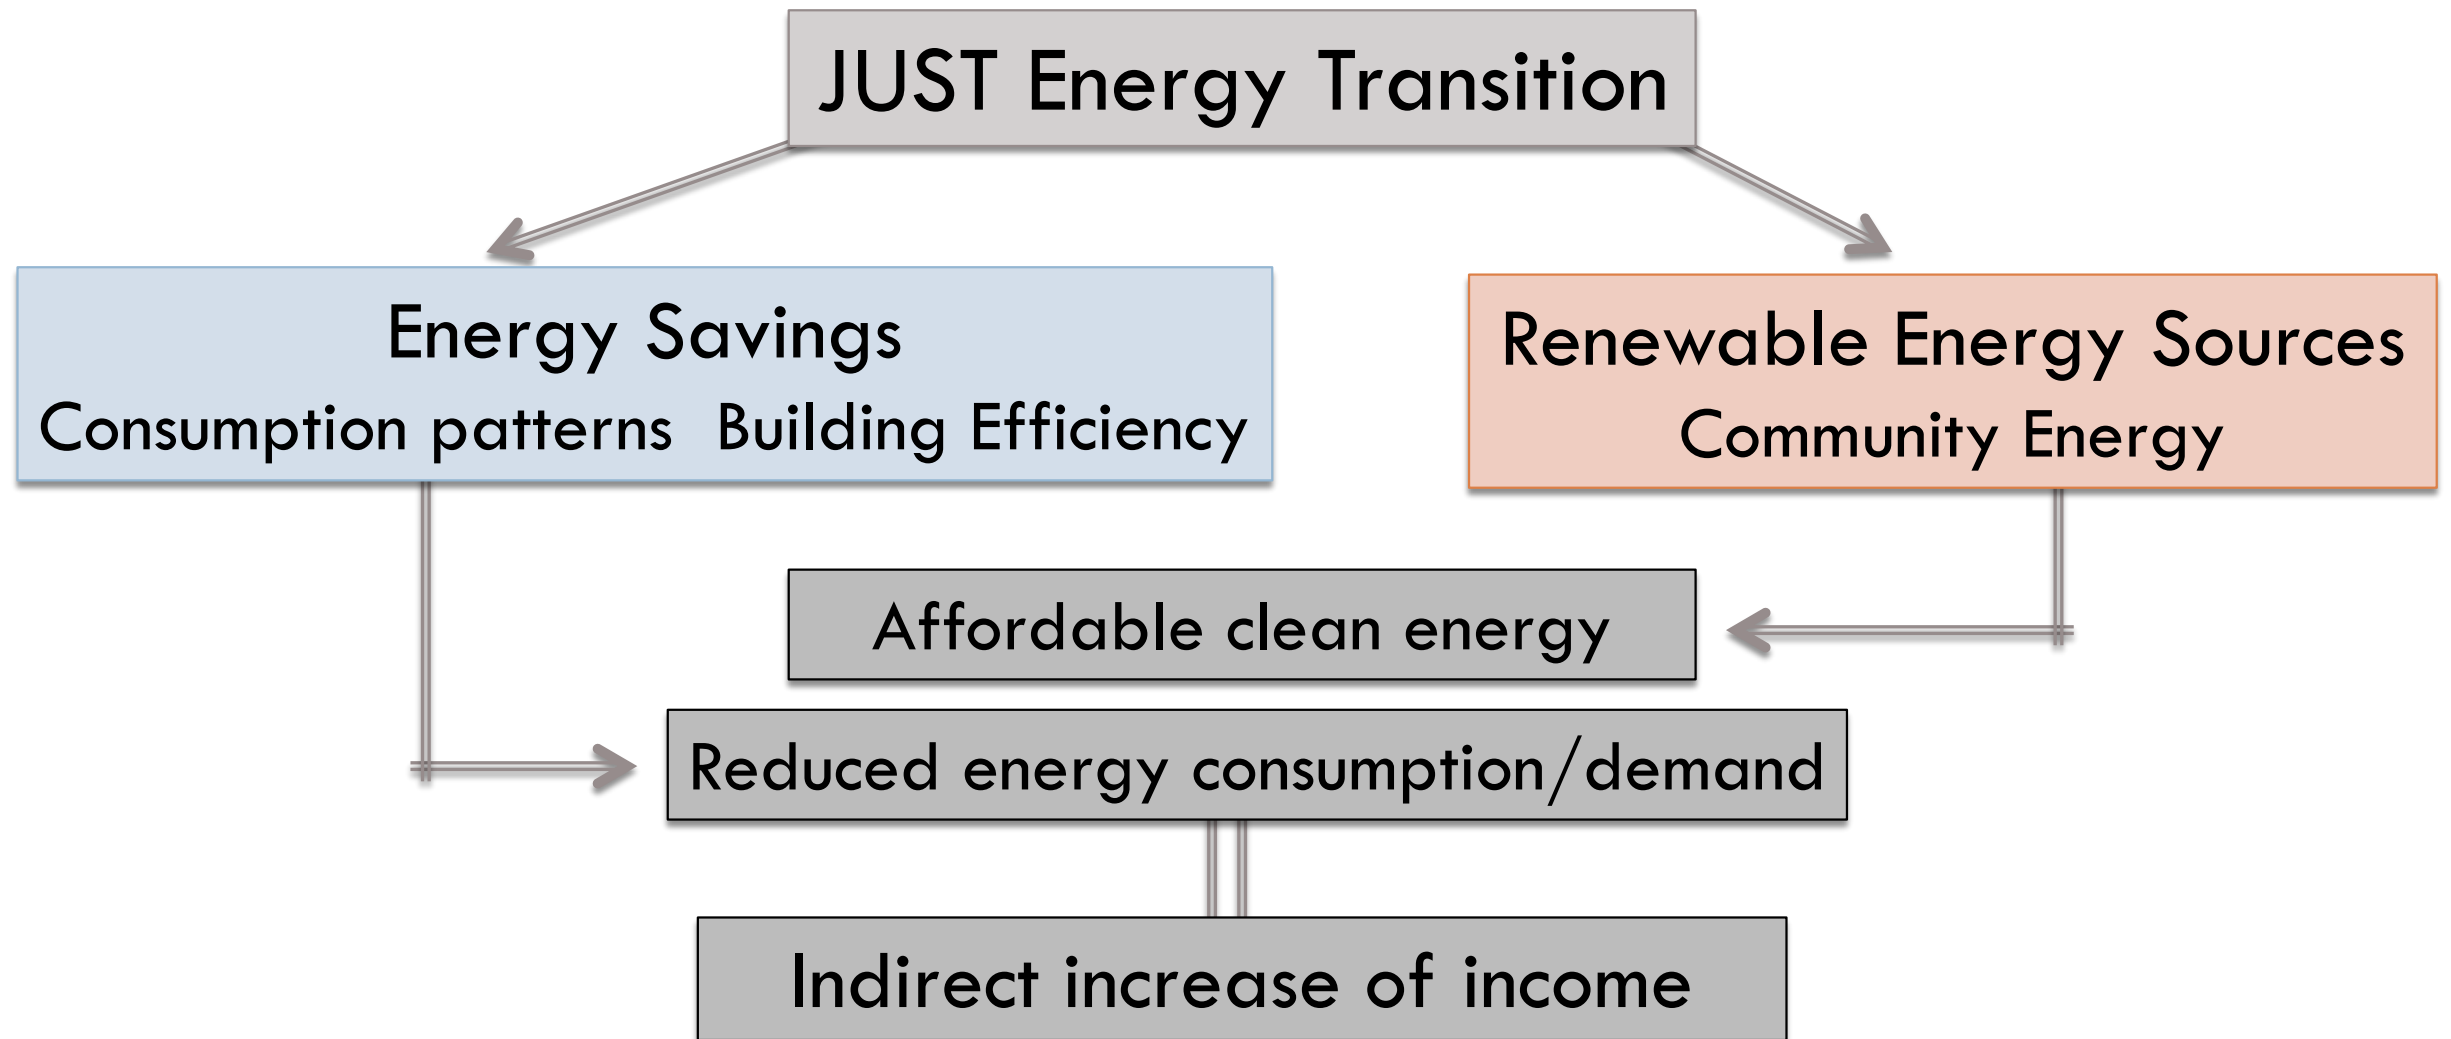 JUST Energy Transition
Energy Savings
Consumption patterns  Building Efficiency
Renewable Energy Sources
Community Energy
Affordable clean energy
Reduced energy consumption/demand
Indirect increase of income